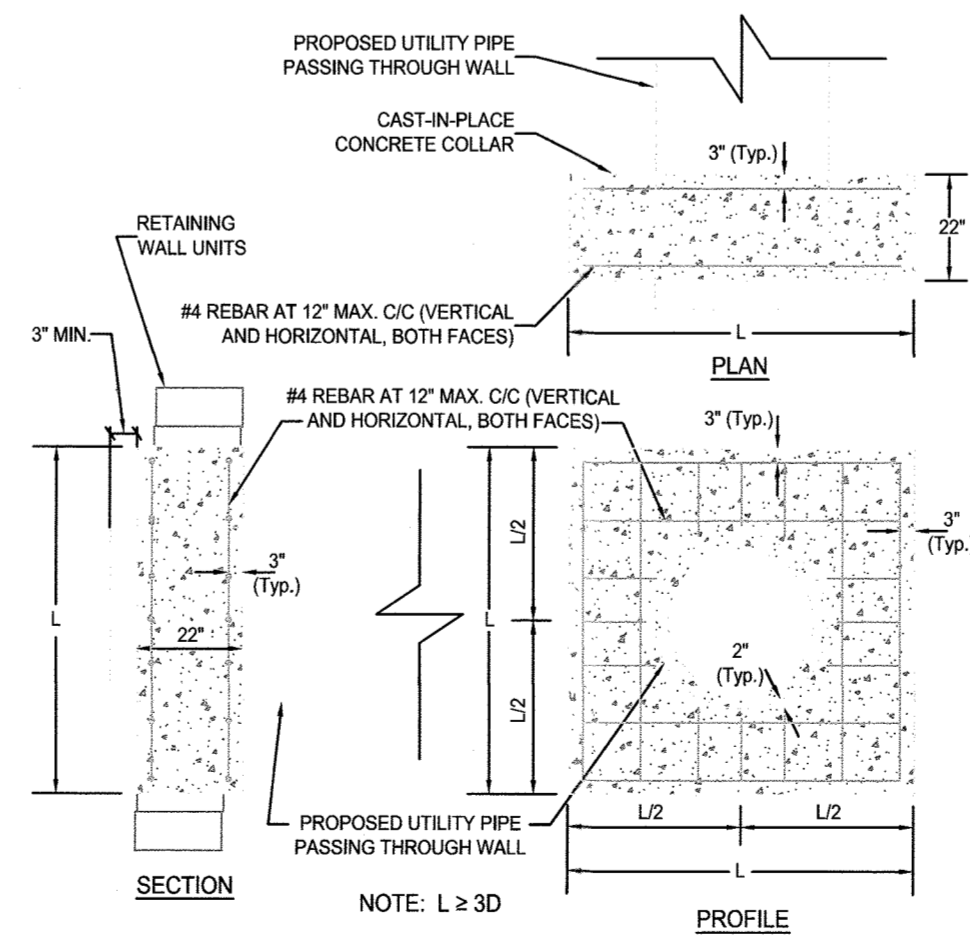 PROPOSED UTILITY PIPE
PASSING THROUGH WALL
CAST-IN-PLACE
CONCRETE COLLAR
3" (Typ.)
22"
RETAINING
WALL UNITS
#4 REBAR AT 12" MAX. C/C (VERTICAL
AND HORIZONTAL, BOTH FACES)
L
PLAN
3" MIN.
#4 REBAR AT 12" MAX. C/C (VERTICAL
AND HORIZONTAL, BOTH FACES)
3" (Typ.)
L/2
3"
(Typ.
3"
(Typ.)
L
L
22"
2"
(Typ.)
L/2
PROPOSED UTILITY PIPE
PASSING THROUGH WALL
L/2
L/2
L
SECTION
NOTE: L ≥ 3D
PROFILE